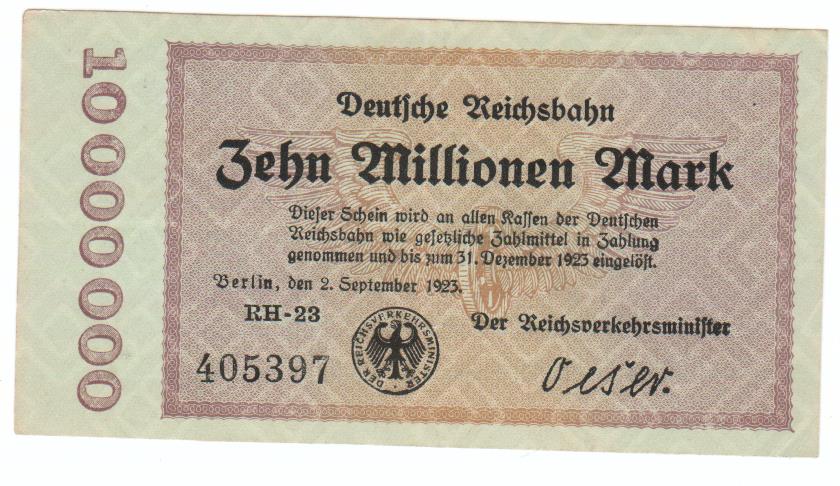 10000000
Deutsche Reichsbahn
Zehn Millionen Mark
Dieser Schein wird an allen Kassen der Deutschen
Reichsbahn wie gesetzliche Zahlmittel in Zahlung
genommen und bis zum 31. Dezember 1923 eingelöst.
Berlin, den 2. September 1923.
RH-23
Der Reichsverkehrsminister
405397
DER REICHSVERKEHRSMINISTER
Oeser.